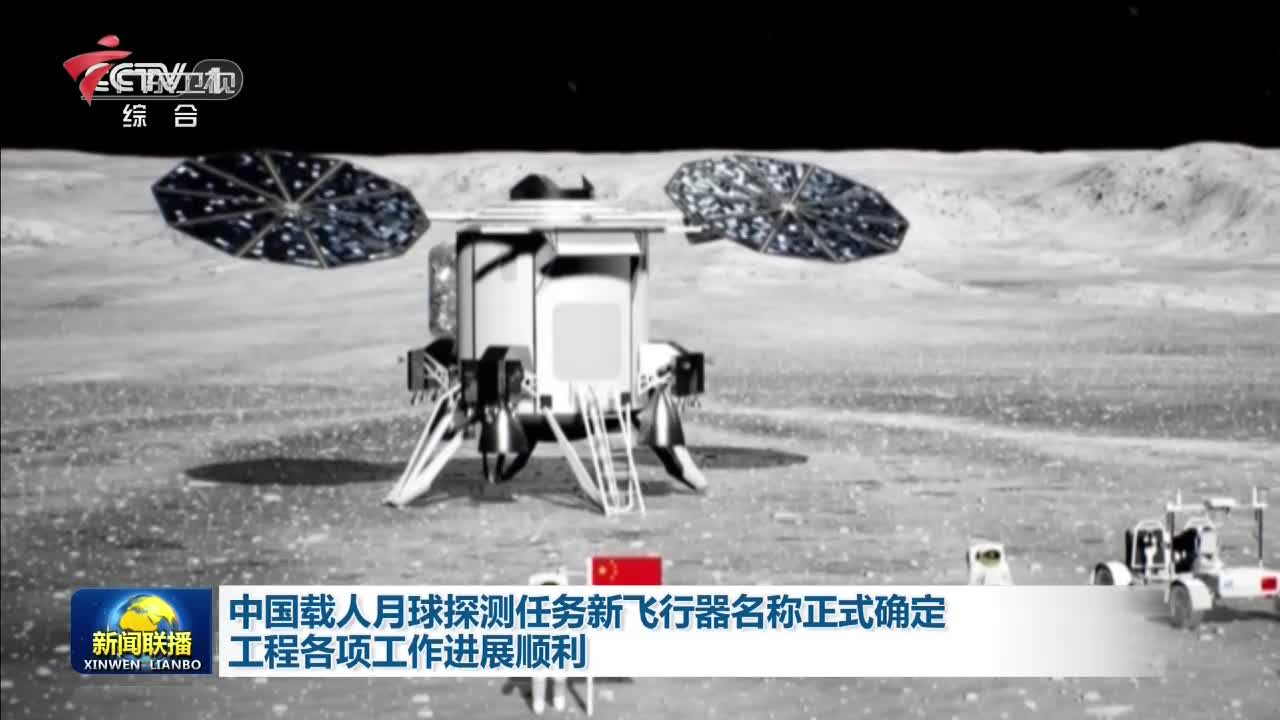 CCTV 1
综合
中国载人月球探测任务新飞行器名称正式确定
工程各项工作进展顺利
新闻联播
XINWEN LIANBO